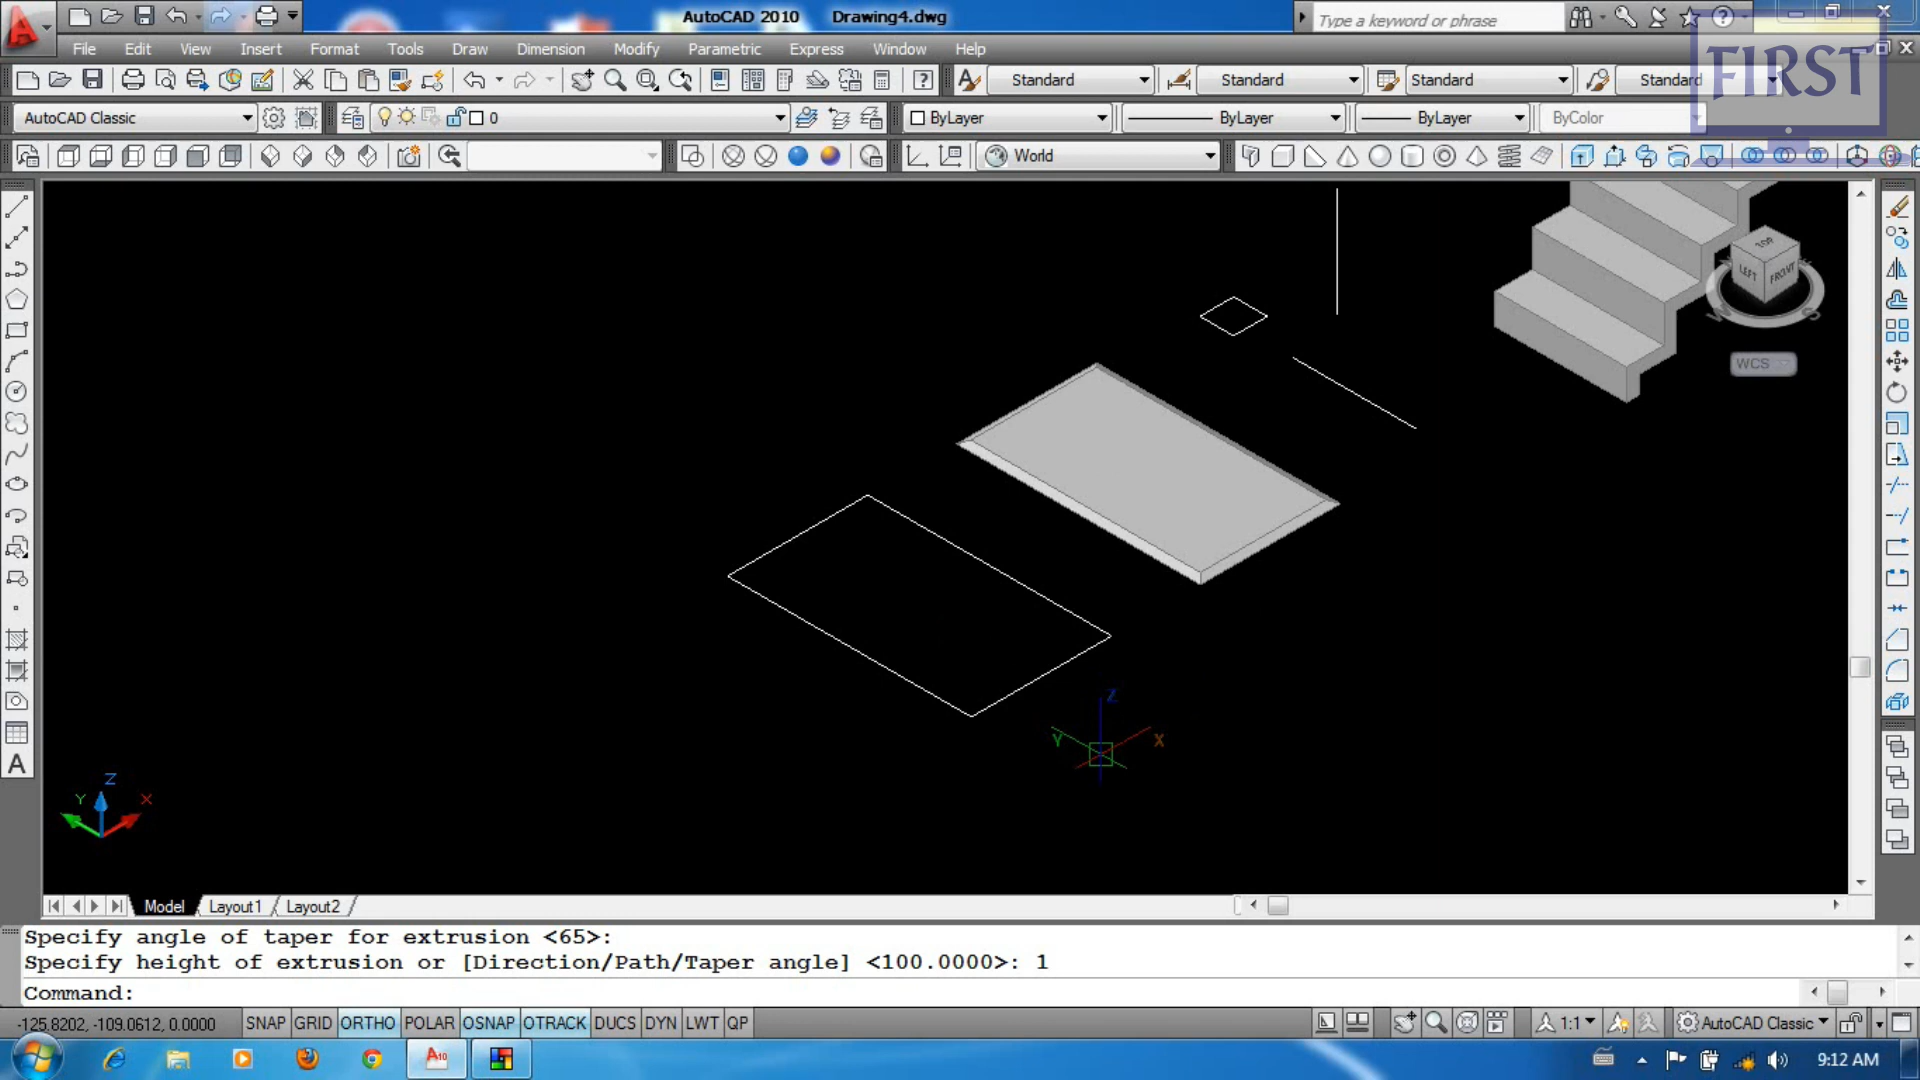 AutoCAD 2010 Drawing4.dwg Type a keyword or phrase
File Edit View Insert Format Tools Draw Dimension Modify Parametric Express Window Help
FIRST
Standard Standard Standard Standard
AutoCAD Classic 0 ByLayer ByLayer ByLayer ByColor
World
TOP
LEFT FRONT
W S
WCS
Z
Y X
Z
Y X
Model Layout1 Layout2
Specify angle of taper for extrusion <65>:
Specify height of extrusion or [Direction/Path/Taper angle] <100.0000>: 1
Command:
-125.8202, -109.0612, 0.0000 SNAP GRID ORTHO POLAR OSNAP OTRACK DUCS DYN LWT QP 1:1 AutoCAD Classic
9:12 AM